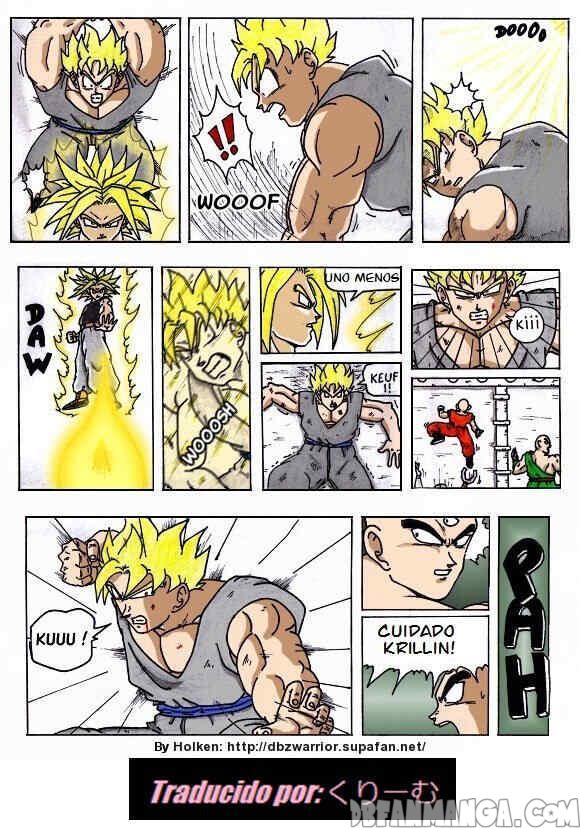 DOOOO
!!
WOOOF
DAW
WOOOSH
UNO MENOS
KEUF
!!
Kiii
KUUU !
CUIDADO
KRILLIN!
PAH
By Holken: http://dbzwarrior.supafan.net/
Traducido por: くりーむ
DBFANMANGA.COM